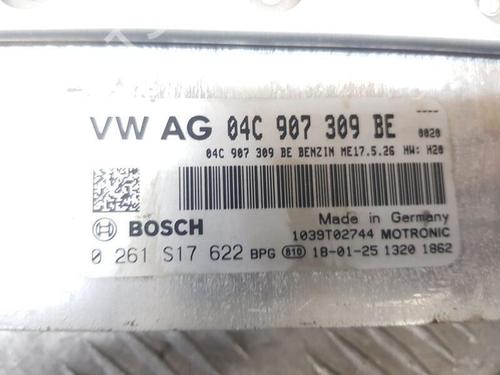 VW AG 04C 907 309 BE 0020
04C 907 309 BE BENZIN ME17.5.26 HW: H20
BOSCH
Made in Germany
1039T02744 MOTRONIC
0 261 S17 622 BPG 810 18-01-25 1320 1862